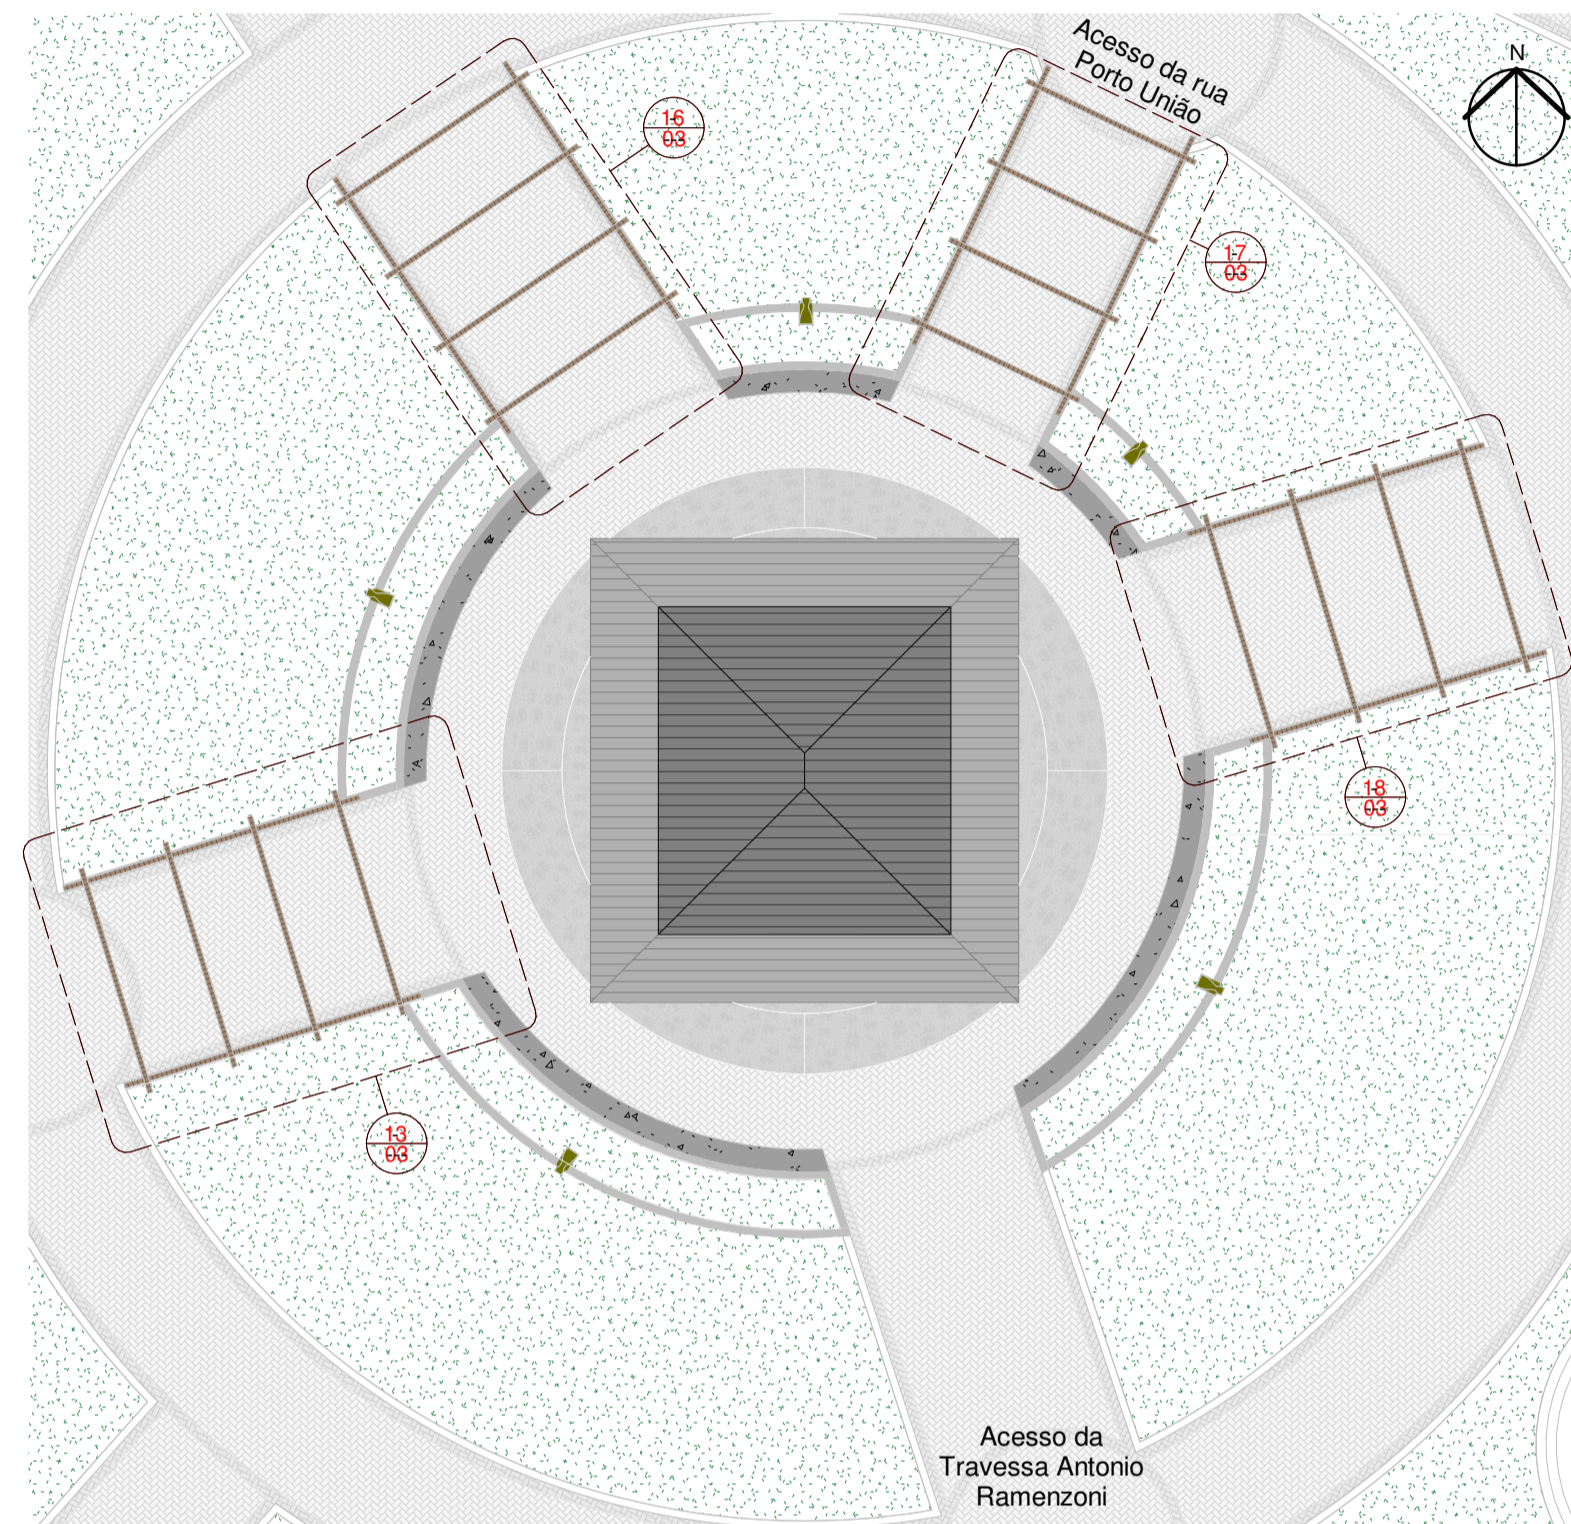 Acesso da rua
Porto União
N
16
03
17
03
18
03
13
03
Acesso da
Travessa Antonio
Ramenzoni